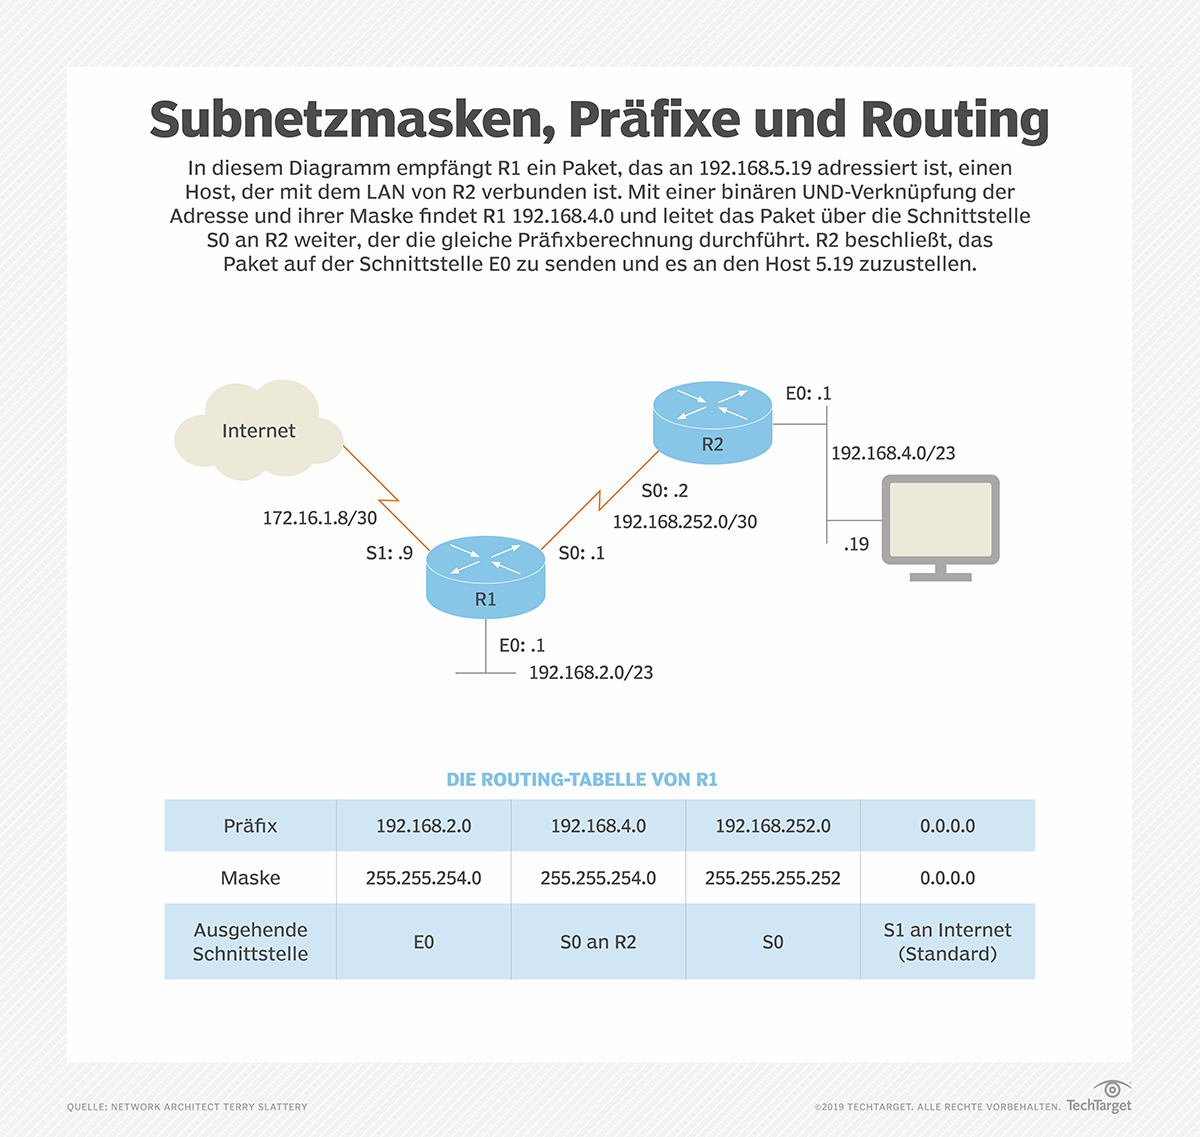 Subnetzmasken, Präfixe und Routing
In diesem Diagramm empfängt R1 ein Paket, das an 192.168.5.19 adressiert ist, einen
Host, der mit dem LAN von R2 verbunden ist. Mit einer binären UND-Verknüpfung der
Adresse und ihrer Maske findet R1 192.168.4.0 und leitet das Paket über die Schnittstelle
S0 an R2 weiter, der die gleiche Präfixberechnung durchführt. R2 beschließt, das
Paket auf der Schnittstelle E0 zu senden und es an den Host 5.19 zuzustellen.
Internet
172.16.1.8/30
S1: .9
R1
E0: .1
192.168.2.0/23
S0: .1
192.168.252.0/30
S0: .2
R2
E0: .1
192.168.4.0/23
.19
DIE ROUTING-TABELLE VON R1
Präfix 192.168.2.0 192.168.4.0 192.168.252.0 0.0.0.0
Maske 255.255.254.0 255.255.254.0 255.255.255.252 0.0.0.0
Ausgehende
Schnittstelle
E0
S0 an R2
S0
S1 an Internet
(Standard)
QUELLE: NETWORK ARCHITECT TERRY SLATTERY
©2019 TECHTARGET. ALLE RECHTE VORBEHALTEN. TechTarget